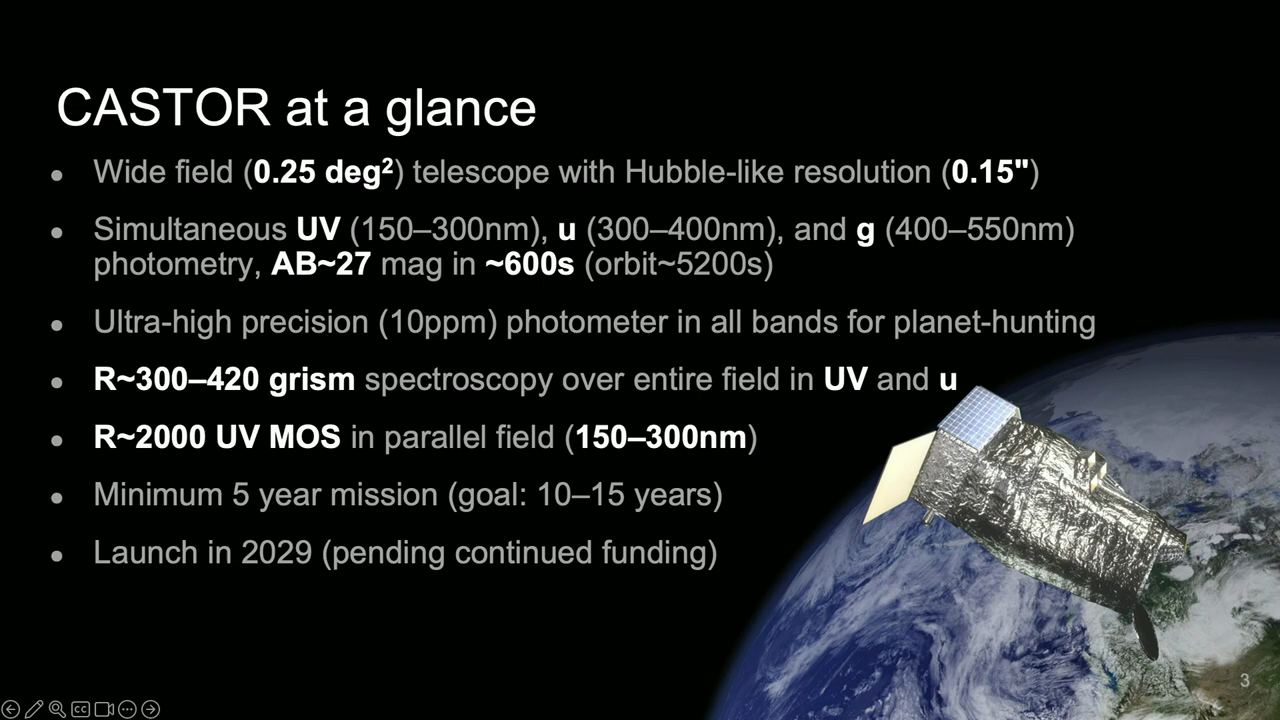 CASTOR at a glance
• Wide field (0.25 deg²) telescope with Hubble-like resolution (0.15")
• Simultaneous UV (150–300nm), u (300–400nm), and g (400–550nm)
photometry, AB~27 mag in ~600s (orbit~5200s)
• Ultra-high precision (10ppm) photometer in all bands for planet-hunting
• R~300–420 grism spectroscopy over entire field in UV and u
• R~2000 UV MOS in parallel field (150–300nm)
• Minimum 5 year mission (goal: 10–15 years)
• Launch in 2029 (pending continued funding)
3
CC